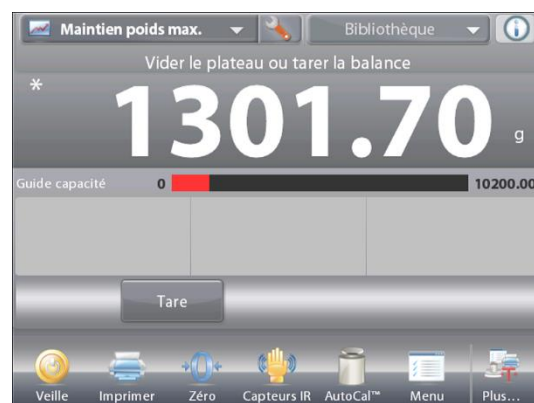 Maintien poids max. Bibliothèque
Vider le plateau ou tarer la balance
* 1301.70 g
Guide capacité 0 10200.00
Tare
Veille Imprimer Zéro Capteurs IR AutoCal™ Menu Plus...